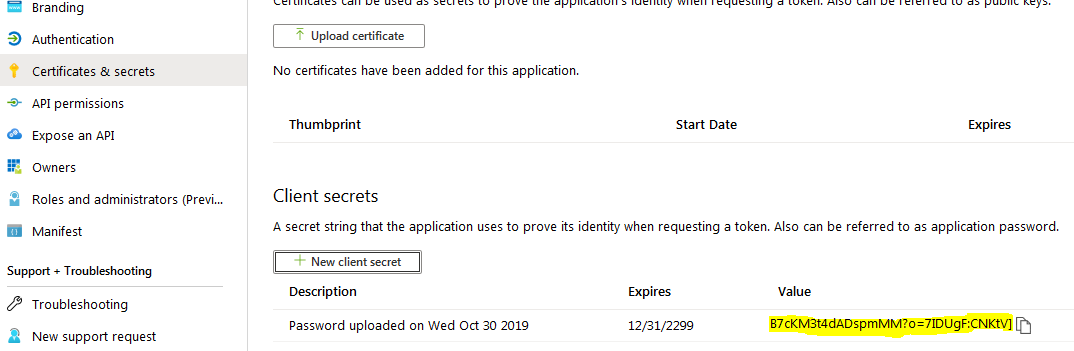 Certificates can be used as secrets to prove the application's identity when requesting a token. Also can be referred to as public keys.
Branding
Authentication
Certificates & secrets
API permissions
Expose an API
Owners
Roles and administrators (Previ...
Manifest
Support + Troubleshooting
Troubleshooting
New support request
Upload certificate
No certificates have been added for this application.
Thumbprint Start Date Expires
Client secrets
A secret string that the application uses to prove its identity when requesting a token. Also can be referred to as application password.
New client secret
Description Expires Value
Password uploaded on Wed Oct 30 2019 12/31/2299 B7cKM3t4dADspmMM?o=7IDUgF:CNKtV]